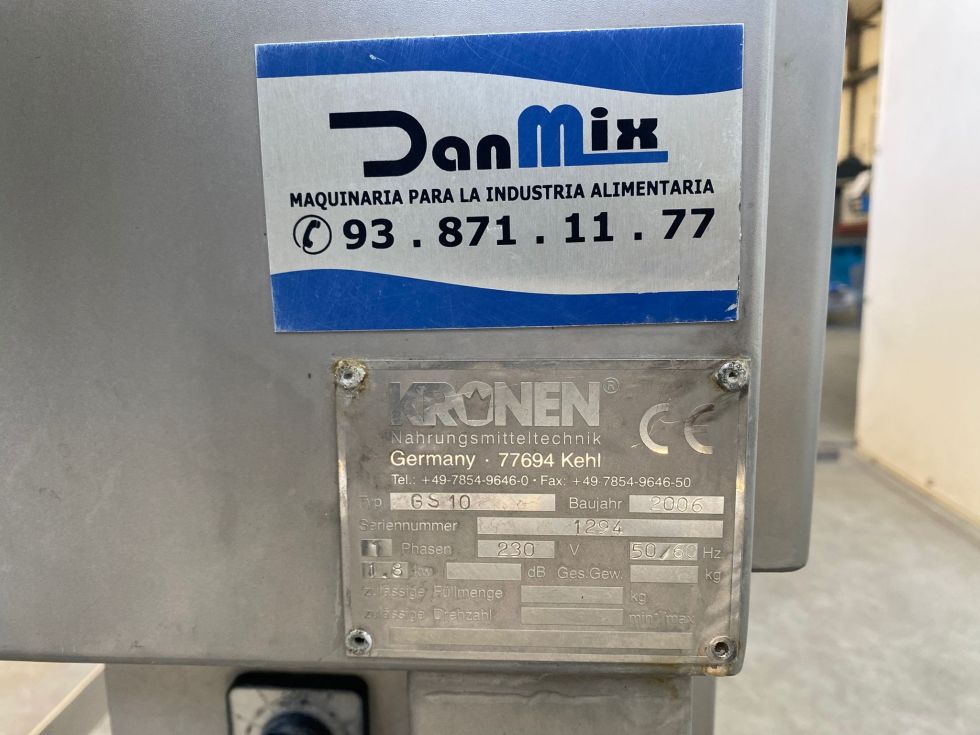 DanMix
MAQUINARIA PARA LA INDUSTRIA ALIMENTARIA
93 . 871 . 11 . 77
KRONEN®
Nahrungsmitteltechnik
CE
Germany · 77694 Kehl
Tel.: +49-7854-9646-0 · Fax: +49-7854-9646-50
Typ GS 10 Baujahr 2006
Seriennummer 1294
1 Phasen 230 V 50/60 Hz
1.8 kw dB Ges.Gew. kg
zulässige Füllmenge kg
zulässige Drehzahl min¹ max